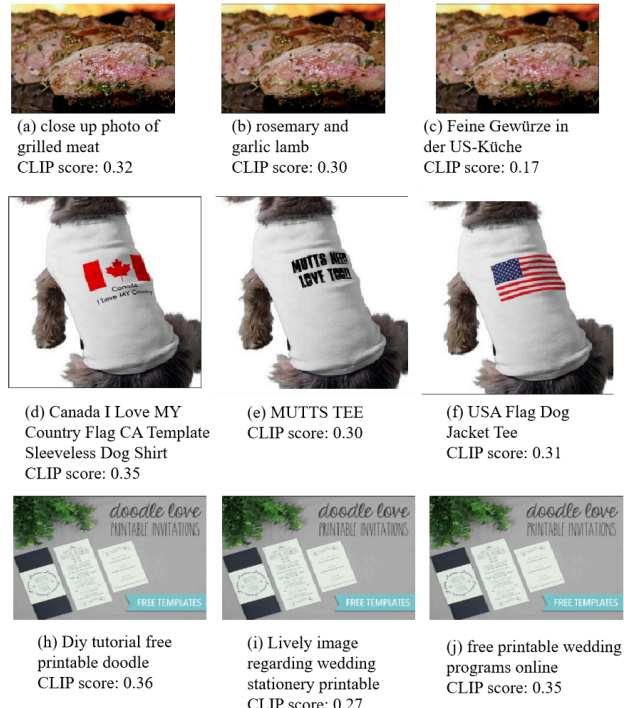 (a) close up photo of
grilled meat
CLIP score: 0.32
(b) rosemary and
garlic lamb
CLIP score: 0.30
(c) Feine Gewürze in
der US-Küche
CLIP score: 0.17
Canada
I Love MY Country
MUTTS NEED
LOVE TOO!!
(d) Canada I Love MY
Country Flag CA Template
Sleeveless Dog Shirt
CLIP score: 0.35
(e) MUTTS TEE
CLIP score: 0.30
(f) USA Flag Dog
Jacket Tee
CLIP score: 0.31
doodle love
PRINTABLE INVITATIONS
FREE TEMPLATES
doodle love
PRINTABLE INVITATIONS
FREE TEMPLATES
doodle love
PRINTABLE INVITATIONS
FREE TEMPLATES
(h) Diy tutorial free
printable doodle
CLIP score: 0.36
(i) Lively image
regarding wedding
stationery printable
CLIP score: 0.27
(j) free printable wedding
programs online
CLIP score: 0.35